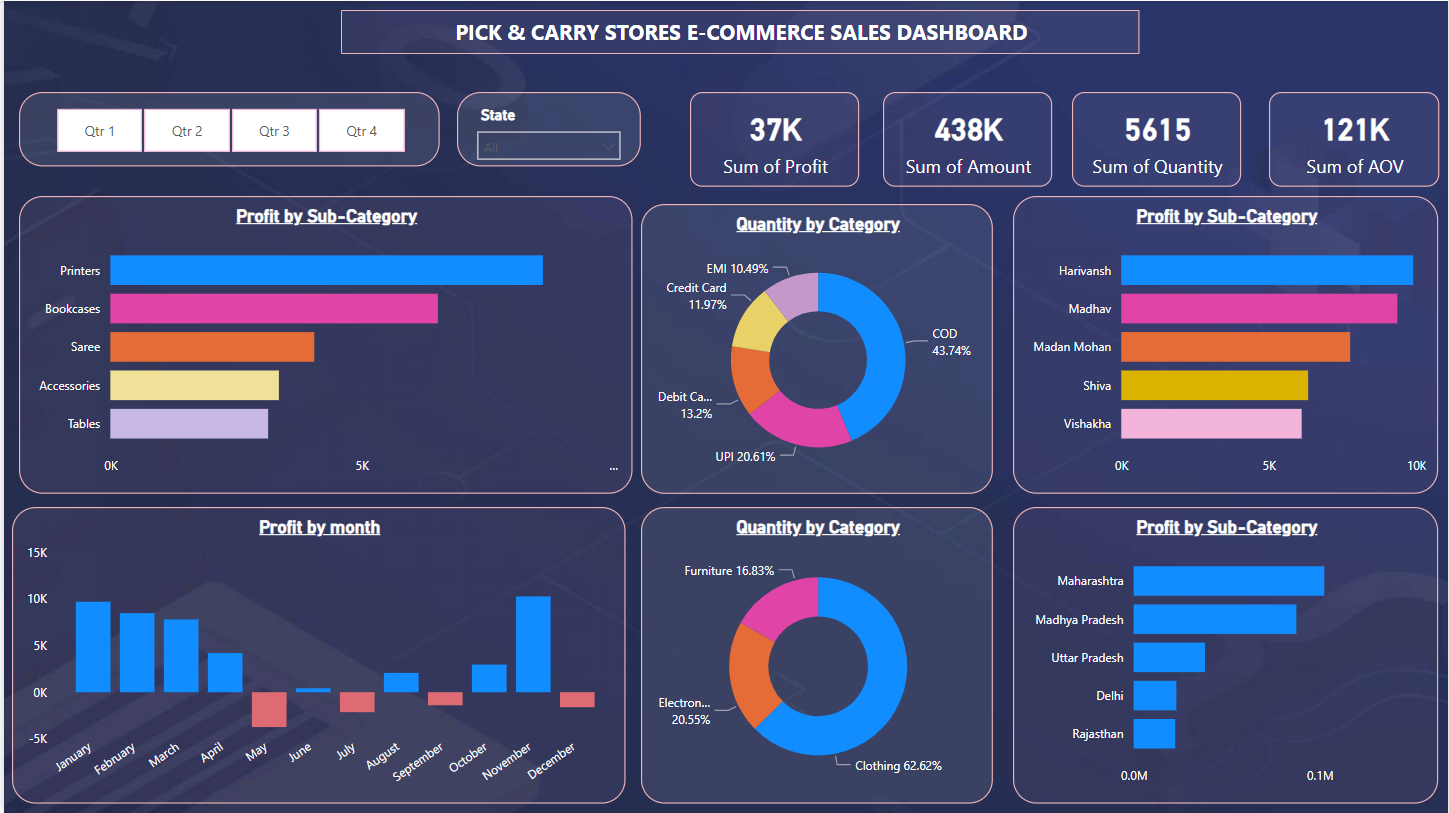 PICK & CARRY STORES E-COMMERCE SALES DASHBOARD
Qtr 1
Qtr 2
Qtr 3
Qtr 4
State
All
37K
Sum of Profit
438K
Sum of Amount
5615
Sum of Quantity
121K
Sum of AOV
Profit by Sub-Category
Printers
Bookcases
Saree
Accessories
Tables
0K
5K
...
Quantity by Category
EMI 10.49%
Credit Card
11.97%
COD
43.74%
Debit Ca...
13.2%
UPI 20.61%
Profit by Sub-Category
Harivansh
Madhav
Madan Mohan
Shiva
Vishakha
0K
5K
10K
Profit by month
15K
10K
5K
0K
-5K
January
February
March
April
May
June
July
August
September
October
November
December
Quantity by Category
Furniture 16.83%
Electron...
20.55%
Clothing 62.62%
Profit by Sub-Category
Maharashtra
Madhya Pradesh
Uttar Pradesh
Delhi
Rajasthan
0.0M
0.1M